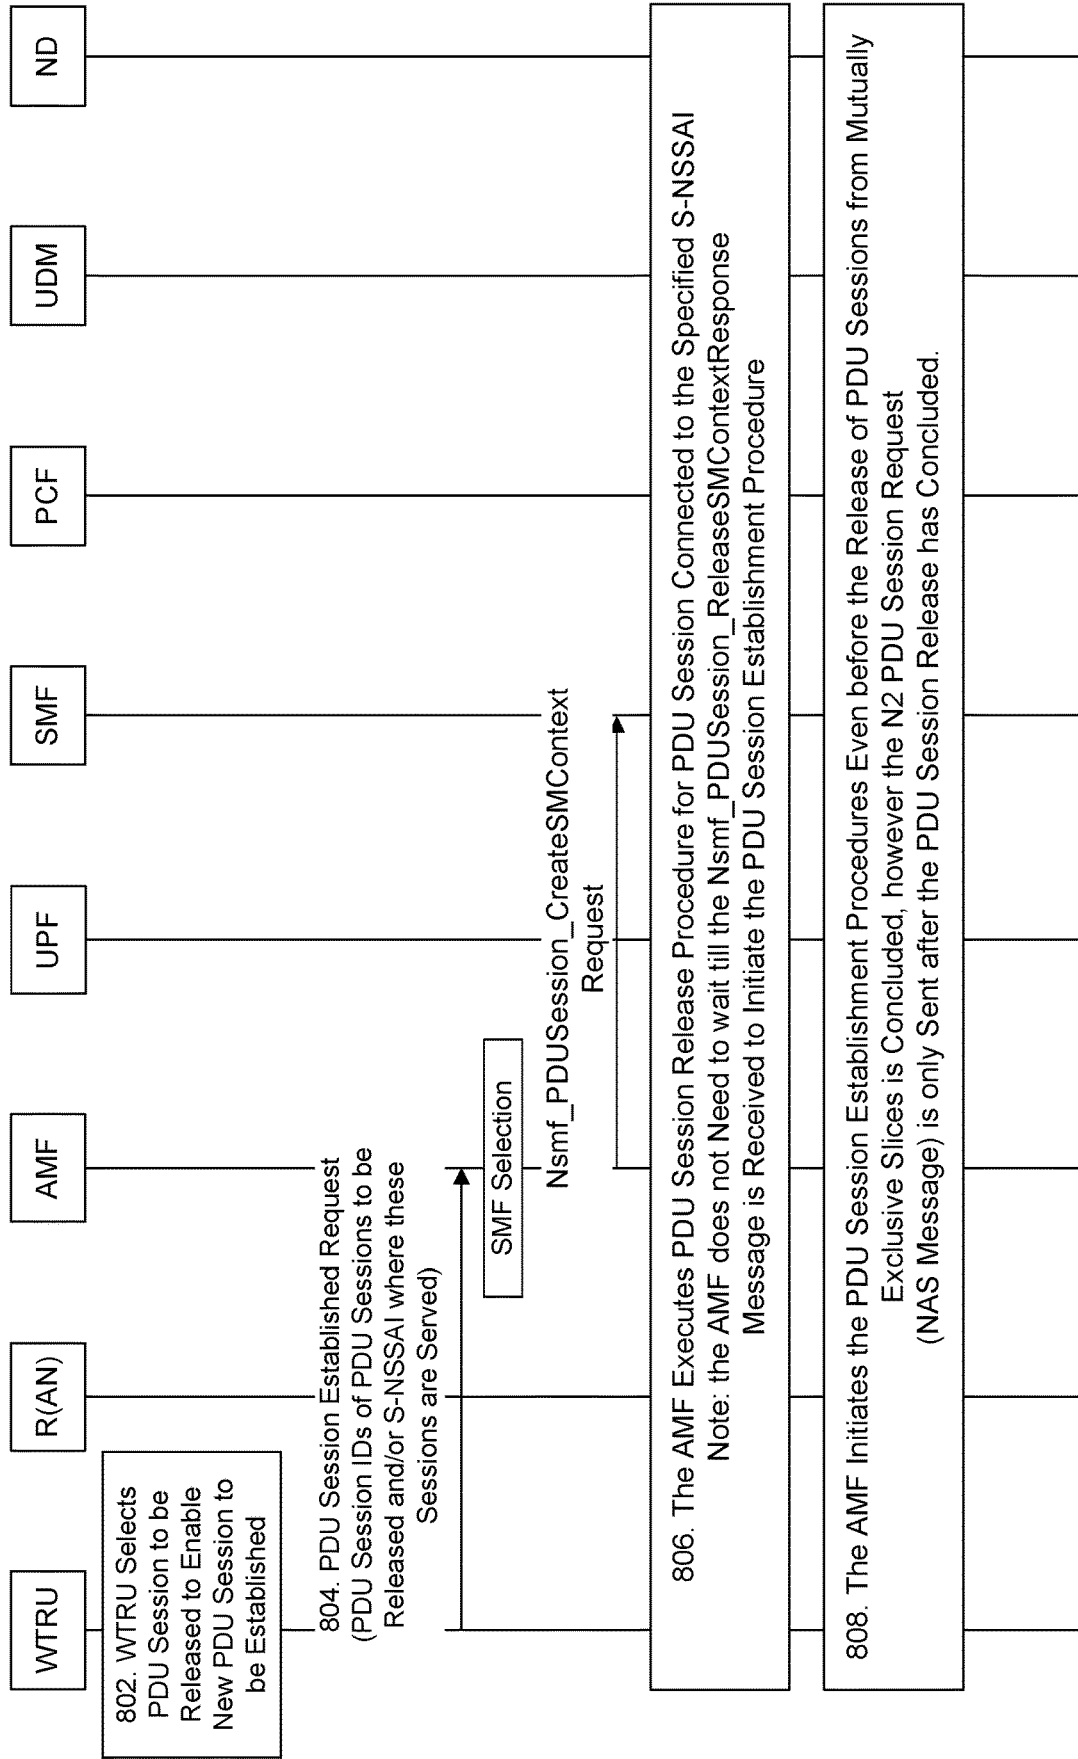 WTRU
R(AN)
AMF
UPF
SMF
PCF
UDM
ND
802. WTRU Selects
PDU Session to be
Released to Enable
New PDU Session to
be Established
804. PDU Session Established Request
(PDU Session IDs of PDU Sessions to be
Released and/or S-NSSAI where these
Sessions are Served)
SMF Selection
Nsmf_PDUSession_CreateSMContext
Request
806. The AMF Executes PDU Session Release Procedure for PDU Session Connected to the Specified S-NSSAI
Note: the AMF does not Need to wait till the Nsmf_PDUSession_ReleaseSMContextResponse
Message is Received to Initiate the PDU Session Establishment Procedure
808. The AMF Initiates the PDU Session Establishment Procedures Even before the Release of PDU Sessions from Mutually
Exclusive Slices is Concluded, however the N2 PDU Session Request
(NAS Message) is only Sent after the PDU Session Release has Concluded.